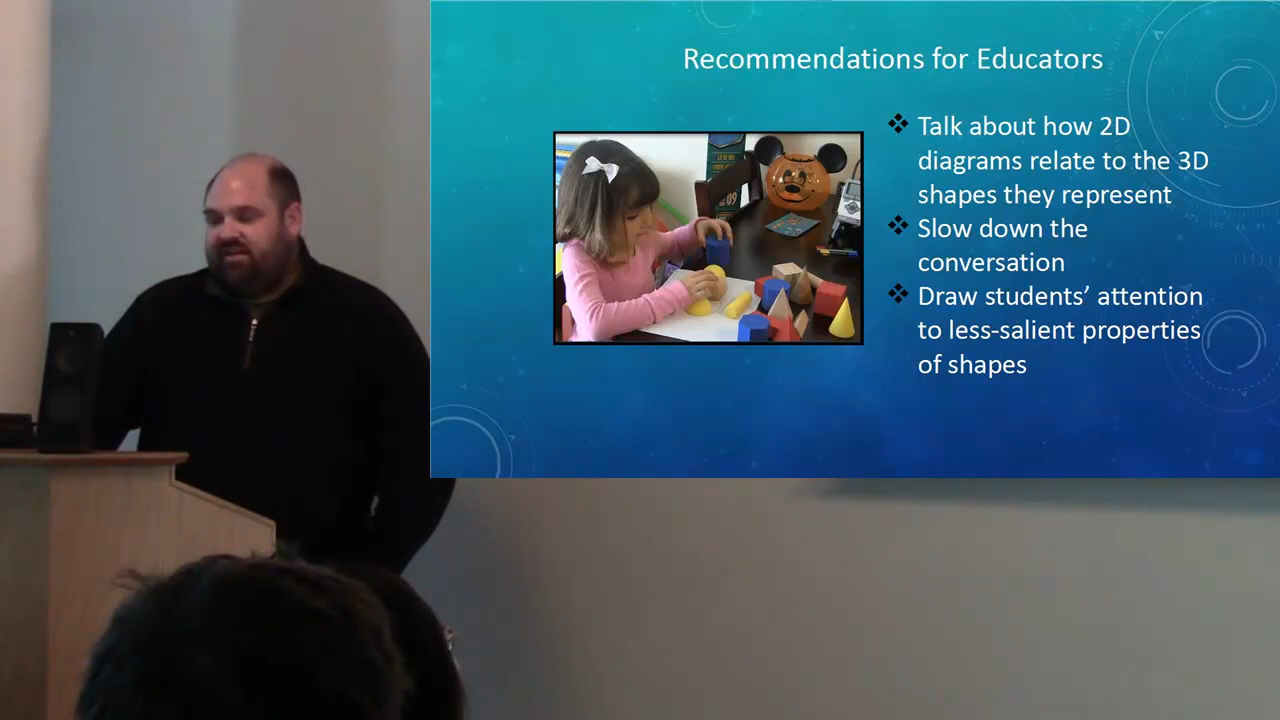 Recommendations for Educators
Talk about how 2D
diagrams relate to the 3D
shapes they represent
Slow down the
conversation
Draw students’ attention
to less-salient properties
of shapes